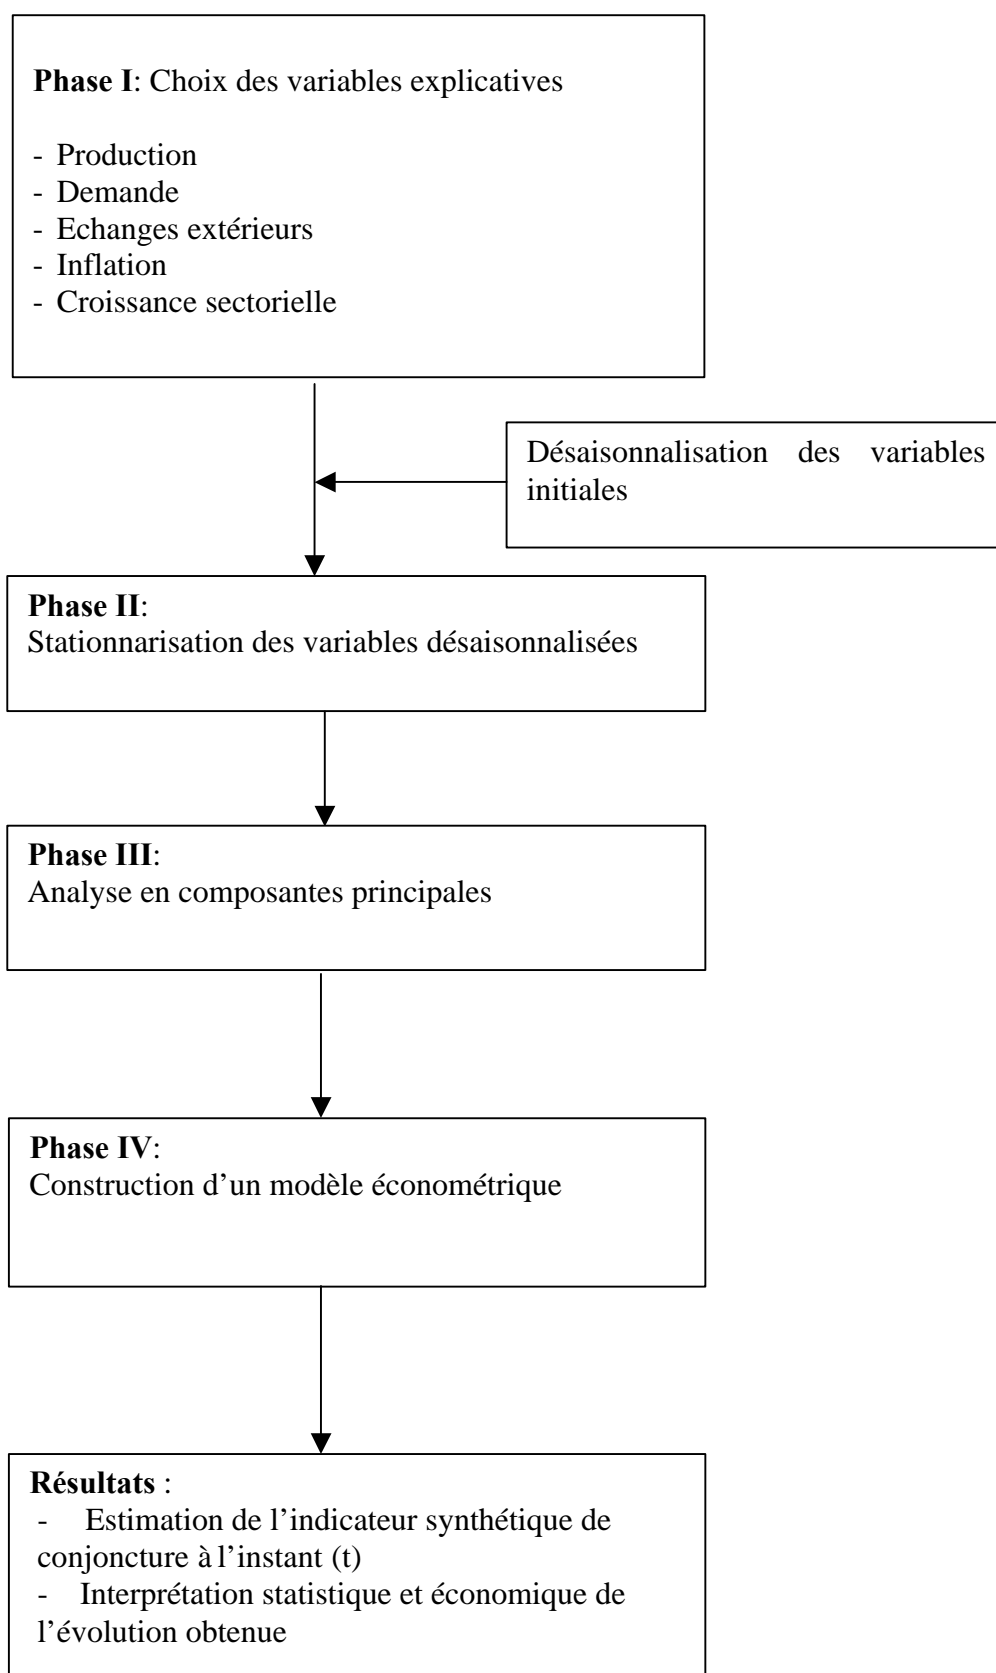 Phase I: Choix des variables explicatives
- Production
- Demande
- Echanges extérieurs
- Inflation
- Croissance sectorielle
Désaisonnalisation des variables
initiales
Phase II:
Stationnarisation des variables désaisonnalisées
Phase III:
Analyse en composantes principales
Phase IV:
Construction d’un modèle économétrique
Résultats :
- Estimation de l’indicateur synthétique de
conjoncture à l’instant (t)
- Interprétation statistique et économique de
l’évolution obtenue